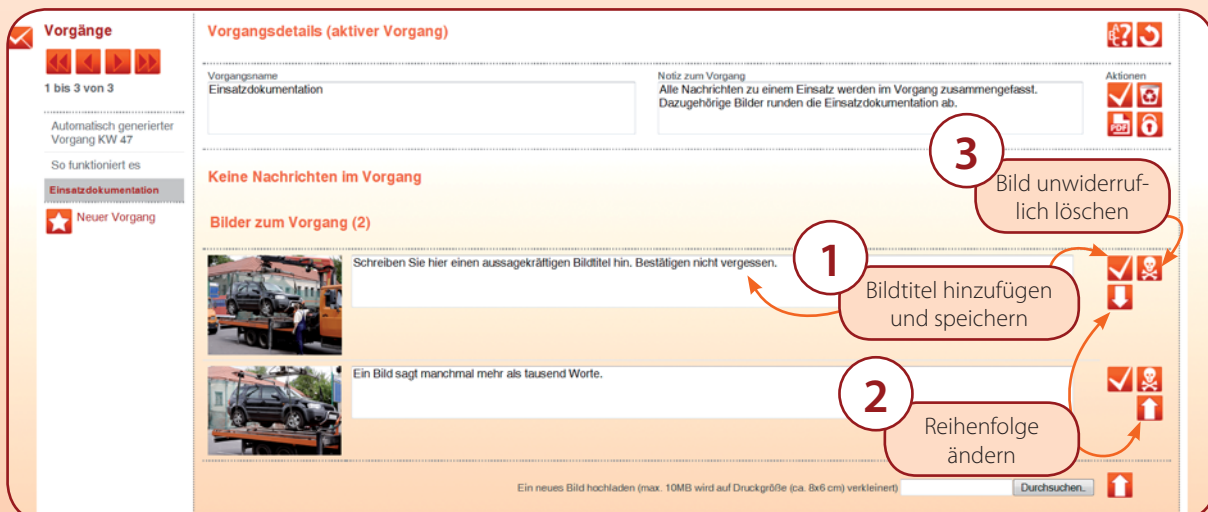 Vorgänge
1 bis 3 von 3
Automatisch generierter
Vorgang KW 47
So funktioniert es
Einsatzdokumentation
Neuer Vorgang
Vorgangsdetails (aktiver Vorgang)
Vorgangsname
Einsatzdokumentation
Notiz zum Vorgang
Alle Nachrichten zu einem Einsatz werden im Vorgang zusammengefasst.
Dazugehörige Bilder runden die Einsatzdokumentation ab.
Aktionen
PDF
Keine Nachrichten im Vorgang
Bilder zum Vorgang (2)
3
Bild unwiderruf-
lich löschen
Schreiben Sie hier einen aussagekräftigen Bildtitel hin. Bestätigen nicht vergessen.
1
Bildtitel hinzufügen
und speichern
Ein Bild sagt manchmal mehr als tausend Worte.
2
Reihenfolge
ändern
Ein neues Bild hochladen (max. 10MB wird auf Druckgröße (ca. 8x6 cm) verkleinert)
Durchsuchen..